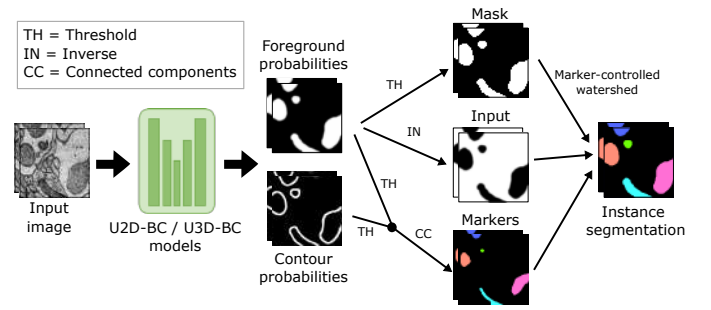 TH = Threshold
IN = Inverse
CC = Connected components
Foreground
probabilities
Mask
TH
Marker-controlled
watershed
IN
Input
Input
image
U2D-BC / U3D-BC
models
TH
TH
CC
Contour
probabilities
Markers
Instance
segmentation